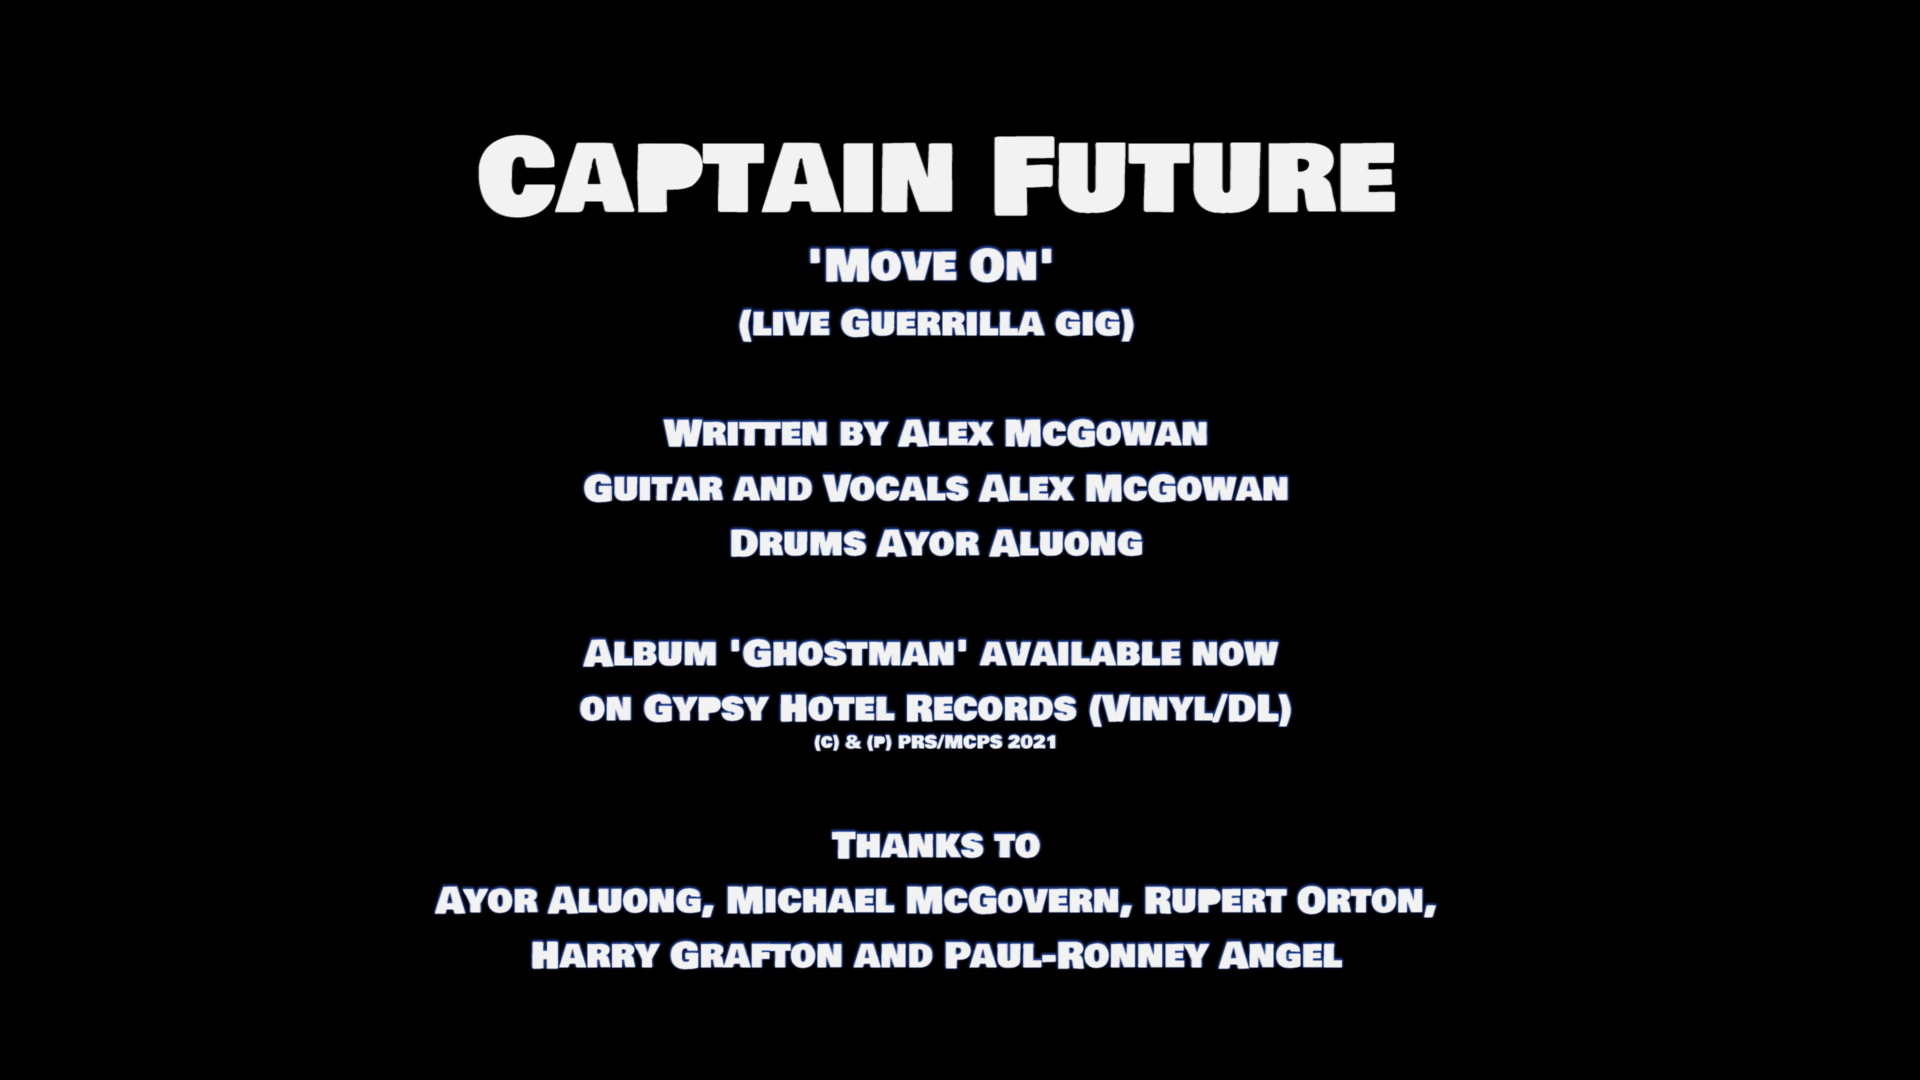 Captain Future
'Move On'
(live Guerrilla gig)
Written by Alex McGowan
Guitar and Vocals Alex McGowan
Drums Ayor Aluong
Album 'Ghostman' available now
on Gypsy Hotel Records (Vinyl/DL)
(c) & (p) PRS/MCPS 2021
Thanks to
Ayor Aluong, Michael McGovern, Rupert Orton,
Harry Grafton and Paul-Ronney Angel